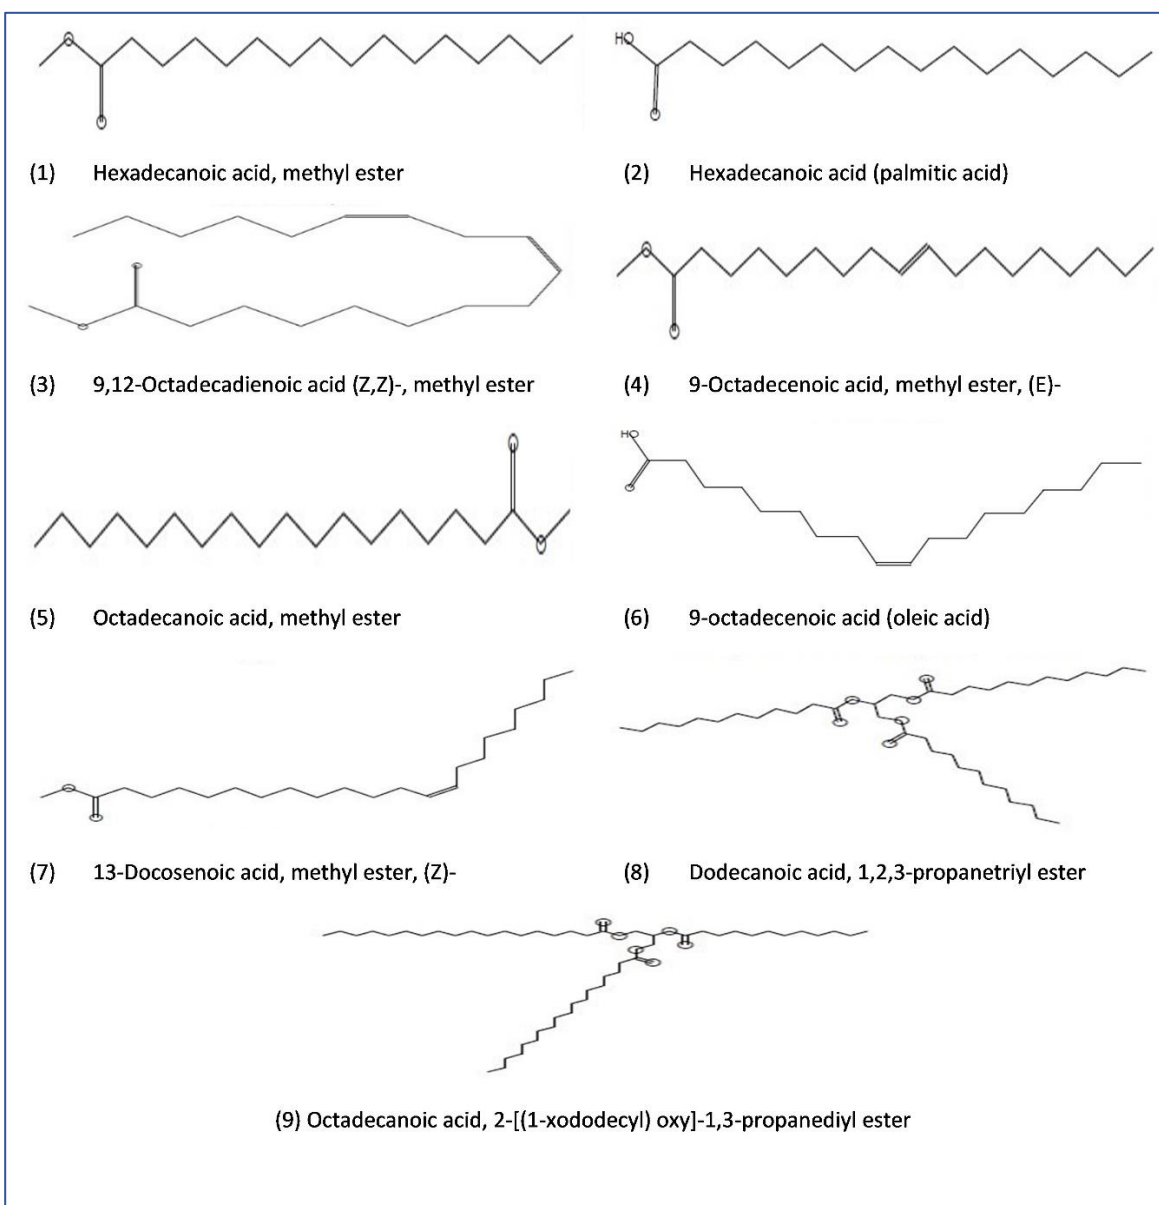 HO
(1) Hexadecanoic acid, methyl ester
(2) Hexadecanoic acid (palmitic acid)
(3) 9,12-Octadecadienoic acid (Z,Z)-, methyl ester
(4) 9-Octadecenoic acid, methyl ester, (E)-
HO
(5) Octadecanoic acid, methyl ester
(6) 9-octadecenoic acid (oleic acid)
(7) 13-Docosenoic acid, methyl ester, (Z)-
(8) Dodecanoic acid, 1,2,3-propanetriyl ester
(9) Octadecanoic acid, 2-[(1-xododecyl) oxy]-1,3-propanediyl ester